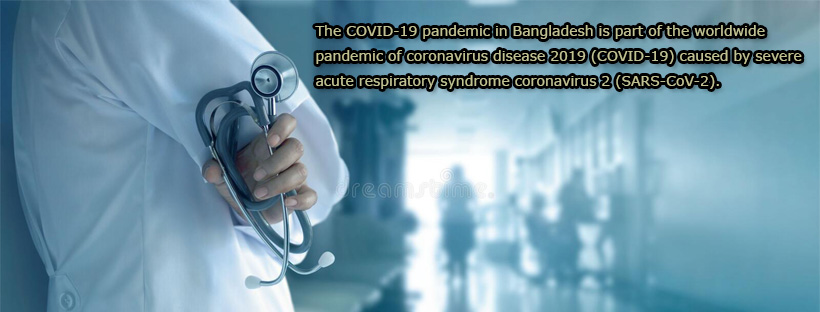 The COVID-19 pandemic in Bangladesh is part of the worldwide
pandemic of coronavirus disease 2019 (COVID-19) caused by severe
acute respiratory syndrome coronavirus 2 (SARS-CoV-2).
dreamstime.